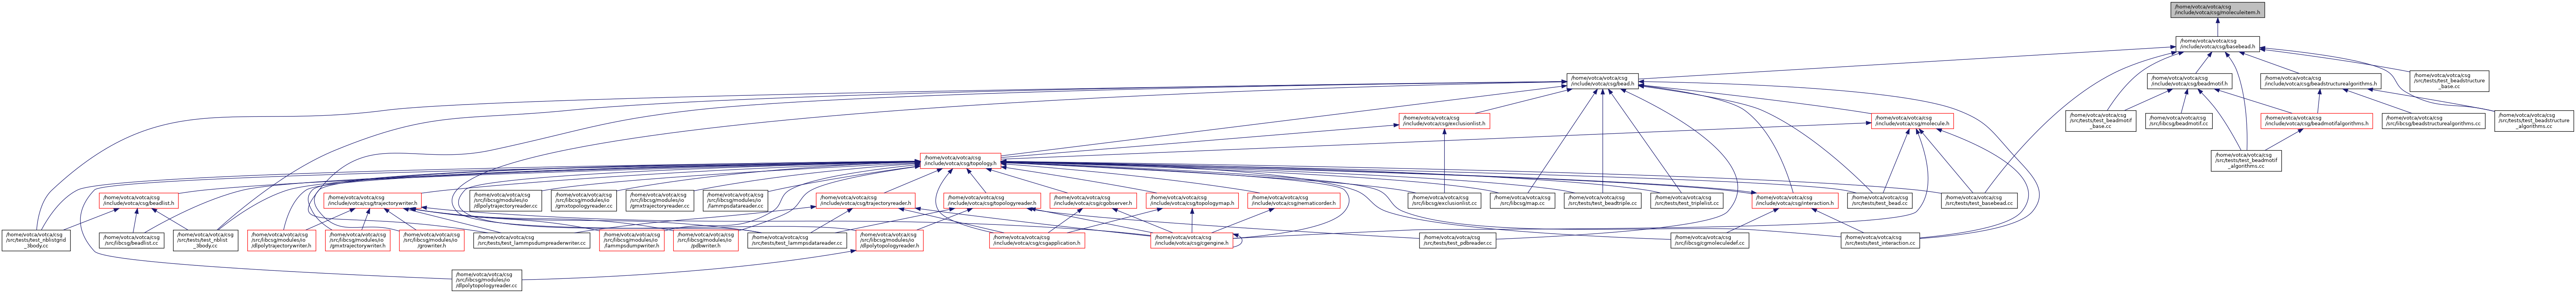 /home/votca/votca/csg
/include/votca/csg/moleculeitem.h
/home/votca/votca/csg
/include/votca/csg/basebead.h
/home/votca/votca/csg
/include/votca/csg/bead.h
/home/votca/votca/csg
/include/votca/csg/beadmotif.h
/home/votca/votca/csg
/include/votca/csg/beadstructurealgorithms.h
/home/votca/votca/csg
/src/tests/test_beadstructure
_base.cc
/home/votca/votca/csg
/include/votca/csg/exclusionlist.h
/home/votca/votca/csg
/include/votca/csg/molecule.h
/home/votca/votca/csg
/src/tests/test_beadmotif
_base.cc
/home/votca/votca/csg
/src/libcsg/beadmotif.cc
/home/votca/votca/csg
/include/votca/csg/beadmotifalgorithms.h
/home/votca/votca/csg
/src/libcsg/beadstructurealgorithms.cc
/home/votca/votca/csg
/src/tests/test_beadstructure
_algorithms.cc
/home/votca/votca/csg
/include/votca/csg/topology.h
/home/votca/votca/csg
/src/tests/test_beadmotif
_algorithms.cc
/home/votca/votca/csg
/include/votca/csg/beadlist.h
/home/votca/votca/csg
/include/votca/csg/trajectorywriter.h
/home/votca/votca/csg
/src/libcsg/modules/io
/dlpolytrajectoryreader.cc
/home/votca/votca/csg
/src/libcsg/modules/io
/gmxtopologyreader.cc
/home/votca/votca/csg
/src/libcsg/modules/io
/gmxtrajectoryreader.cc
/home/votca/votca/csg
/src/libcsg/modules/io
/lammpsdatareader.cc
/home/votca/votca/csg
/include/votca/csg/trajectoryreader.h
/home/votca/votca/csg
/include/votca/csg/topologyreader.h
/home/votca/votca/csg
/include/votca/csg/cgobserver.h
/home/votca/votca/csg
/include/votca/csg/topologymap.h
/home/votca/votca/csg
/include/votca/csg/nematicorder.h
/home/votca/votca/csg
/src/libcsg/exclusionlist.cc
/home/votca/votca/csg
/src/libcsg/map.cc
/home/votca/votca/csg
/src/tests/test_beadtriple.cc
/home/votca/votca/csg
/src/tests/test_triplelist.cc
/home/votca/votca/csg
/include/votca/csg/interaction.h
/home/votca/votca/csg
/src/tests/test_bead.cc
/home/votca/votca/csg
/src/tests/test_basebead.cc
/home/votca/votca/csg
/src/tests/test_nblistgrid
_3body.cc
/home/votca/votca/csg
/src/libcsg/beadlist.cc
/home/votca/votca/csg
/src/tests/test_nblist
_3body.cc
/home/votca/votca/csg
/src/libcsg/modules/io
/dlpolytrajectorywriter.h
/home/votca/votca/csg
/src/libcsg/modules/io
/gmxtrajectorywriter.h
/home/votca/votca/csg
/src/libcsg/modules/io
/growriter.h
/home/votca/votca/csg
/src/tests/test_lammpsdumpreaderwriter.cc
/home/votca/votca/csg
/src/libcsg/modules/io
/lammpsdumpwriter.h
/home/votca/votca/csg
/src/libcsg/modules/io
/pdbwriter.h
/home/votca/votca/csg
/src/tests/test_lammpsdatareader.cc
/home/votca/votca/csg
/src/libcsg/modules/io
/dlpolytopologyreader.h
/home/votca/votca/csg
/include/votca/csg/csgapplication.h
/home/votca/votca/csg
/include/votca/csg/cgengine.h
/home/votca/votca/csg
/src/tests/test_pdbreader.cc
/home/votca/votca/csg
/src/libcsg/cgmoleculedef.cc
/home/votca/votca/csg
/src/tests/test_interaction.cc
/home/votca/votca/csg
/src/libcsg/modules/io
/dlpolytopologyreader.cc